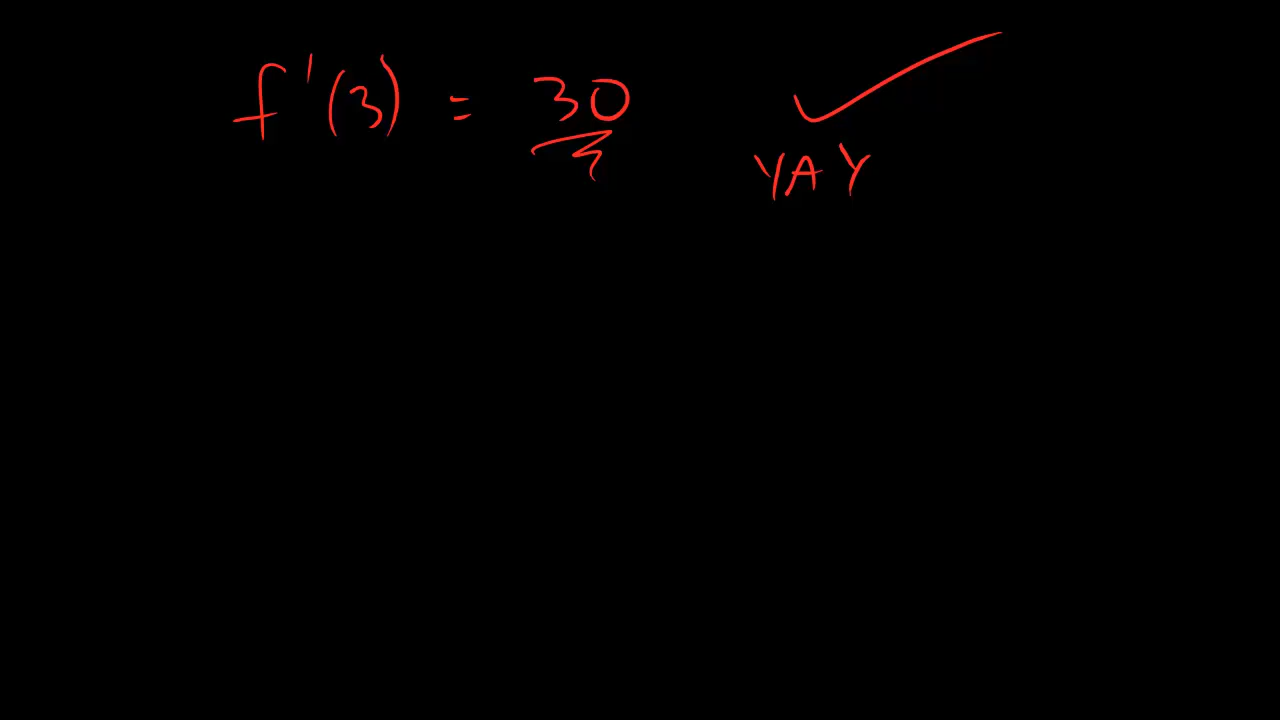 f'(3) = 30 ✓
YAY